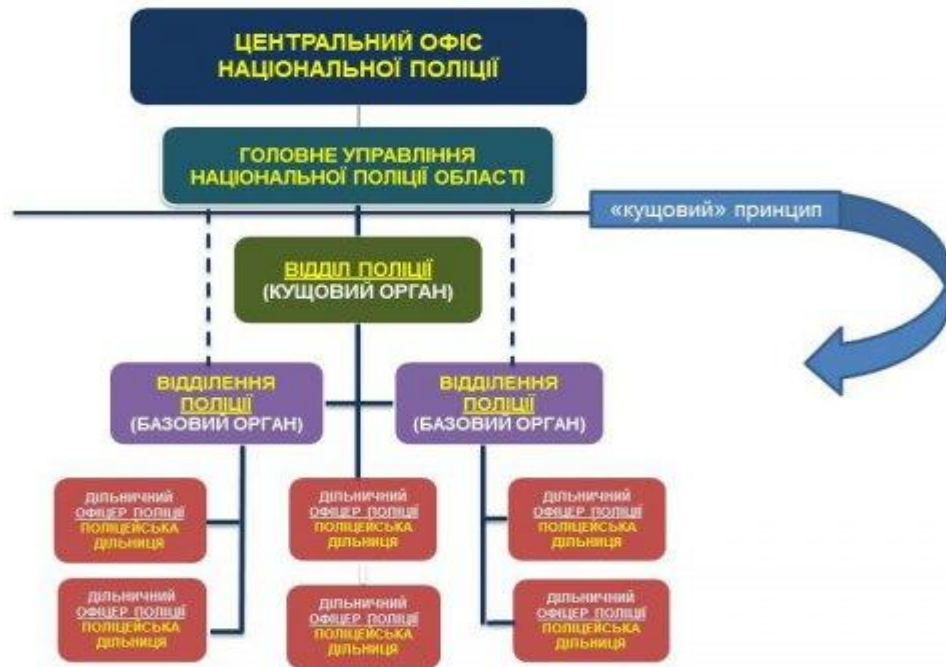 ЦЕНТРАЛЬНИЙ ОФІС
НАЦІОНАЛЬНОЇ ПОЛІЦІЇ
ГОЛОВНЕ УПРАВЛІННЯ
НАЦІОНАЛЬНОЇ ПОЛІЦІЇ ОБЛАСТІ
«кущовий» принцип
ВІДДІЛ ПОЛІЦІЇ
(КУЩОВИЙ ОРГАН)
ВІДДІЛЕННЯ
ПОЛІЦІЇ
(БАЗОВИЙ ОРГАН)
ВІДДІЛЕННЯ
ПОЛІЦІЇ
(БАЗОВИЙ ОРГАН)
ДІЛЬНИЧНИЙ
ОФІЦЕР ПОЛІЦІЇ
ПОЛІЦЕЙСЬКА
ДІЛЬНИЦЯ
ДІЛЬНИЧНИЙ
ОФІЦЕР ПОЛІЦІЇ
ПОЛІЦЕЙСЬКА
ДІЛЬНИЦЯ
ДІЛЬНИЧНИЙ
ОФІЦЕР ПОЛІЦІЇ
ПОЛІЦЕЙСЬКА
ДІЛЬНИЦЯ
ДІЛЬНИЧНИЙ
ОФІЦЕР ПОЛІЦІЇ
ПОЛІЦЕЙСЬКА
ДІЛЬНИЦЯ
ДІЛЬНИЧНИЙ
ОФІЦЕР ПОЛІЦІЇ
ПОЛІЦЕЙСЬКА
ДІЛЬНИЦЯ
ДІЛЬНИЧНИЙ
ОФІЦЕР ПОЛІЦІЇ
ПОЛІЦЕЙСЬКА
ДІЛЬНИЦЯ